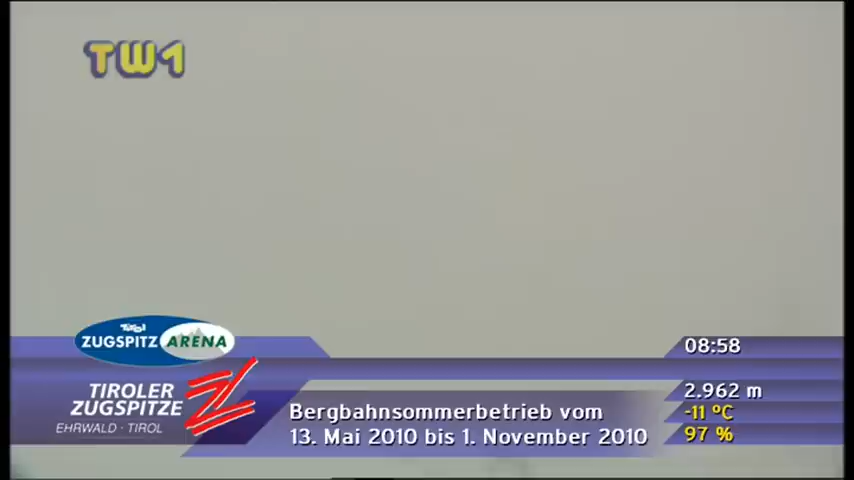 TW1
Tirol
ZUGSPITZ ARENA
08:58
TIROLER
ZUGSPITZE
EHRWALD · TIROL
Bergbahnsommerbetrieb vom
13. Mai 2010 bis 1. November 2010
2.962 m
-11 ºC
97 %